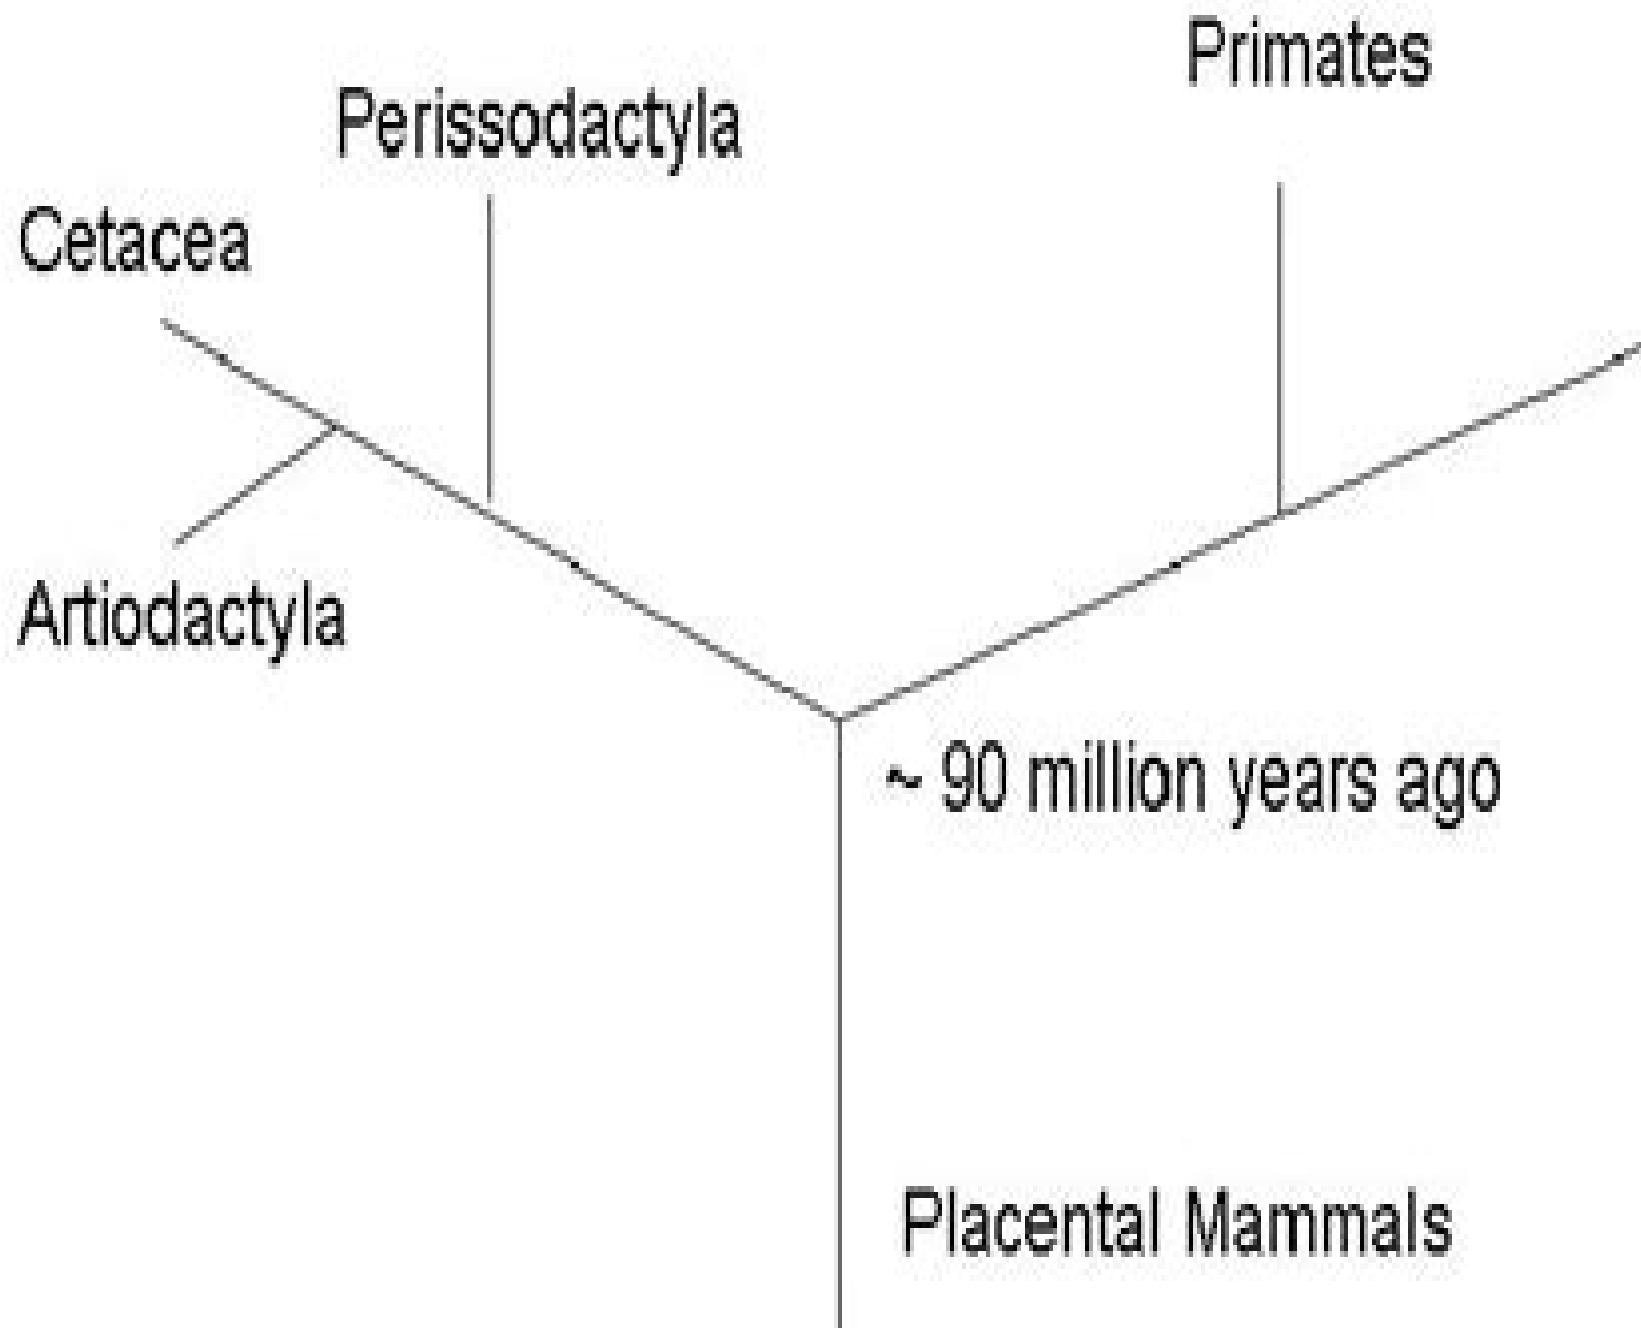 Primates
Perissodactyla
Cetacea
Artiodactyla
~ 90 million years ago
Placental Mammals